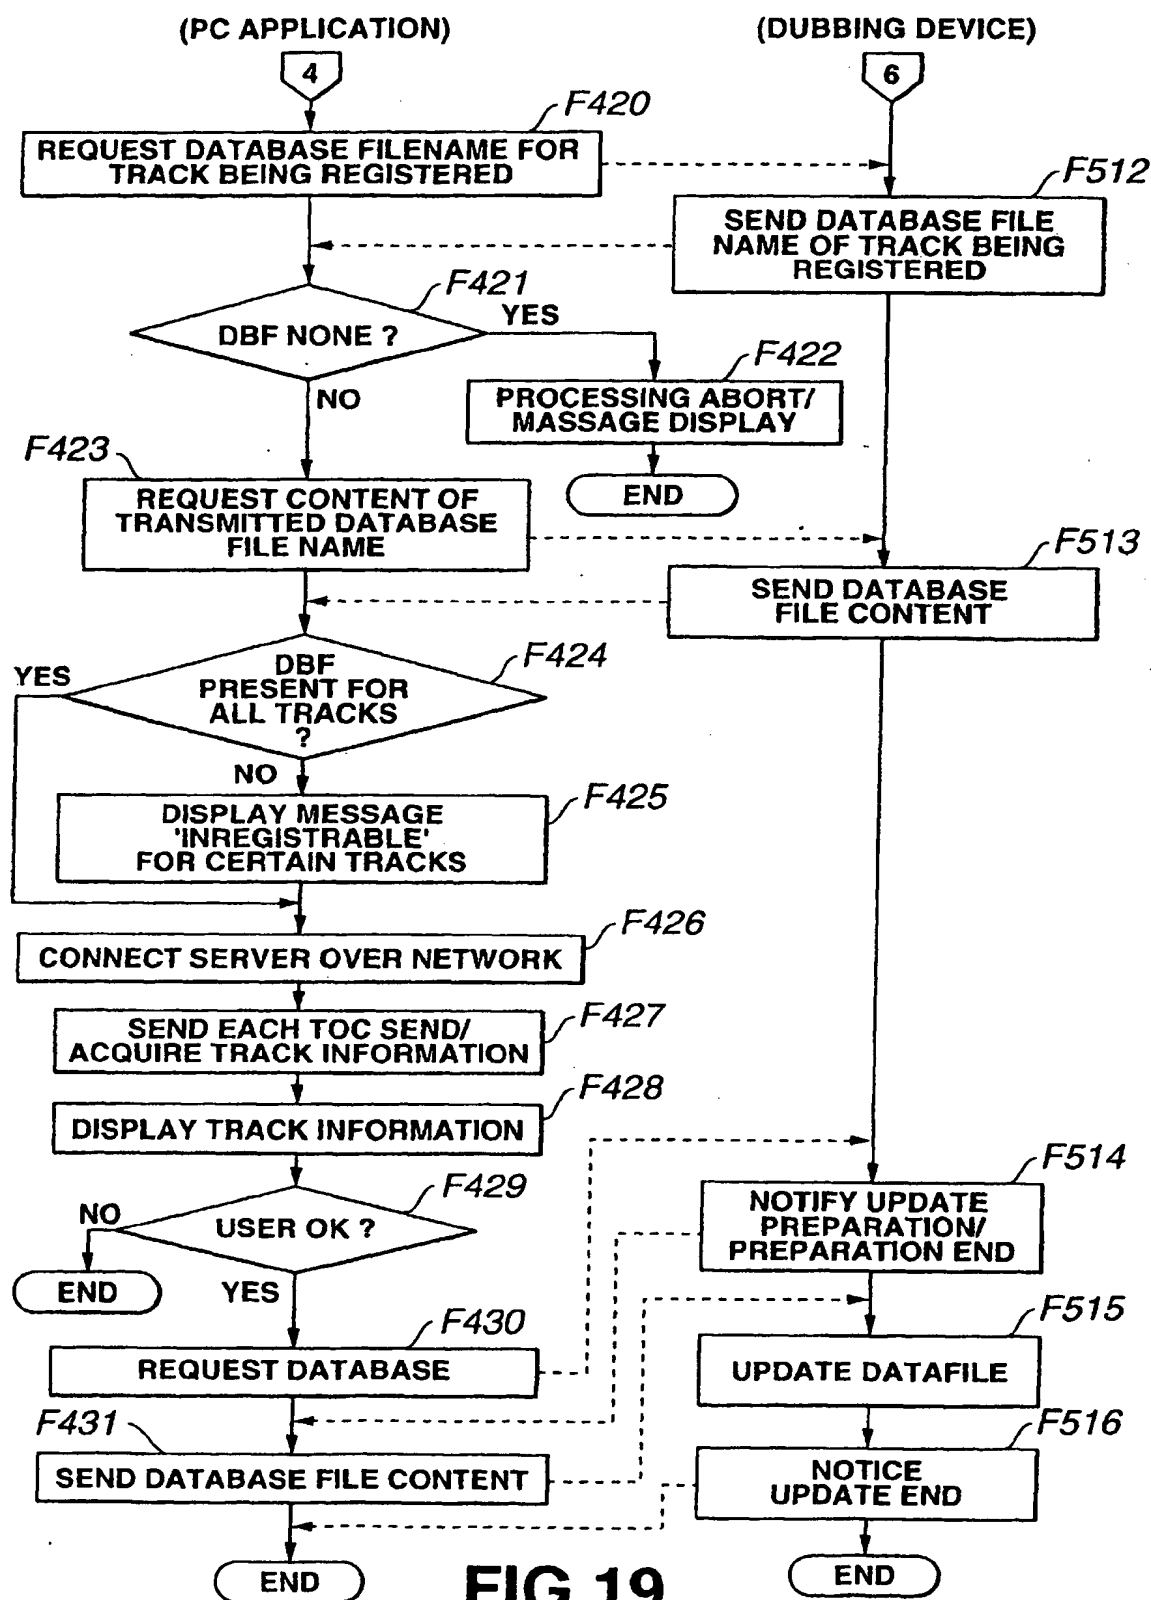 (PC APPLICATION)
(DUBBING DEVICE)
4
6
F420
REQUEST DATABASE FILENAME FOR
TRACK BEING REGISTERED
F512
SEND DATABASE FILE
NAME OF TRACK BEING
REGISTERED
F421
DBF NONE ?
YES
F422
PROCESSING ABORT/
MASSAGE DISPLAY
NO
END
F423
REQUEST CONTENT OF
TRANSMITTED DATABASE
FILE NAME
F513
SEND DATABASE
FILE CONTENT
F424
DBF
PRESENT FOR
ALL TRACKS
?
YES
NO
F425
DISPLAY MESSAGE
'INREGISTRABLE'
FOR CERTAIN TRACKS
F426
CONNECT SERVER OVER NETWORK
F427
SEND EACH TOC SEND/
ACQUIRE TRACK INFORMATION
F428
DISPLAY TRACK INFORMATION
F514
NOTIFY UPDATE
PREPARATION/
PREPARATION END
F429
USER OK ?
NO
END
YES
F430
REQUEST DATABASE
F515
UPDATE DATAFILE
F431
SEND DATABASE FILE CONTENT
F516
NOTICE
UPDATE END
END
END
FIG.19